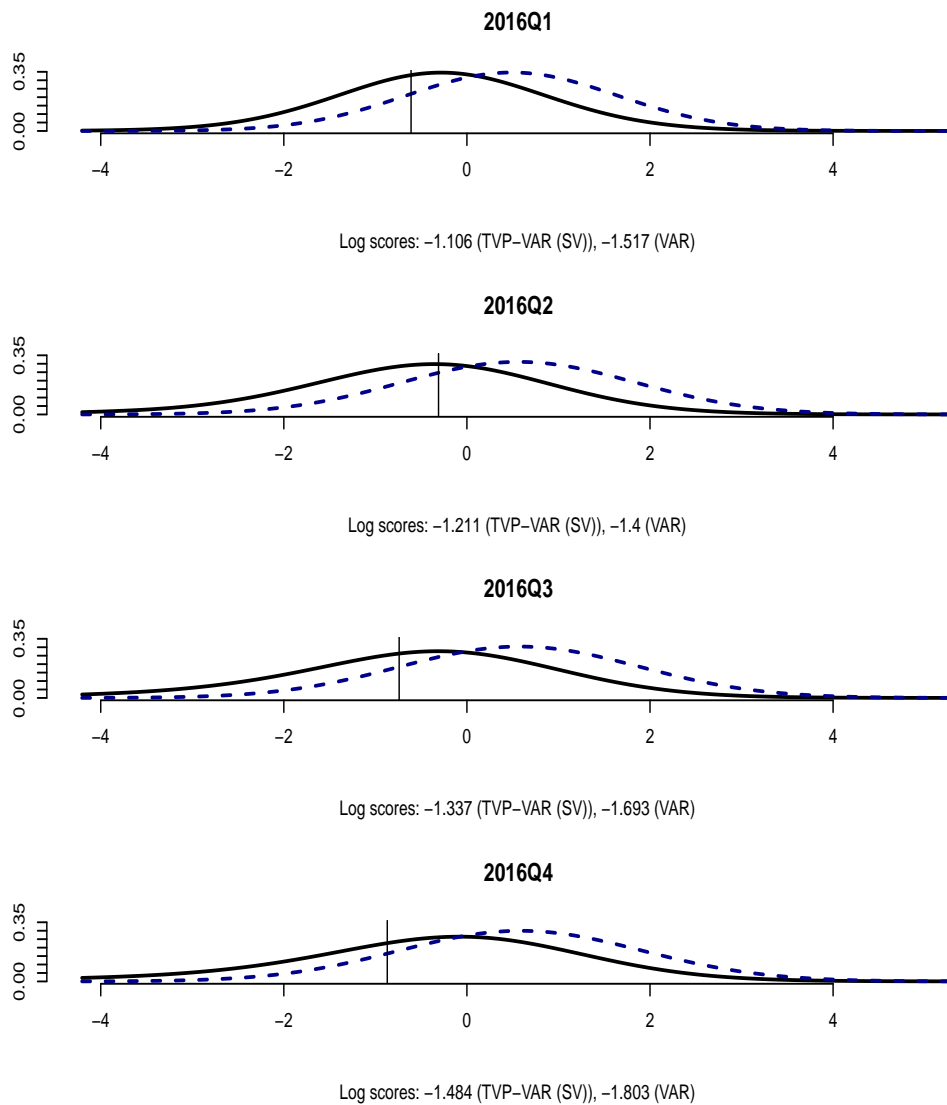 2016Q1
0.35
0.00
−4 −2 0 2 4
Log scores: −1.106 (TVP−VAR (SV)), −1.517 (VAR)
2016Q2
0.35
0.00
−4 −2 0 2 4
Log scores: −1.211 (TVP−VAR (SV)), −1.4 (VAR)
2016Q3
0.35
0.00
−4 −2 0 2 4
Log scores: −1.337 (TVP−VAR (SV)), −1.693 (VAR)
2016Q4
0.35
0.00
−4 −2 0 2 4
Log scores: −1.484 (TVP−VAR (SV)), −1.803 (VAR)